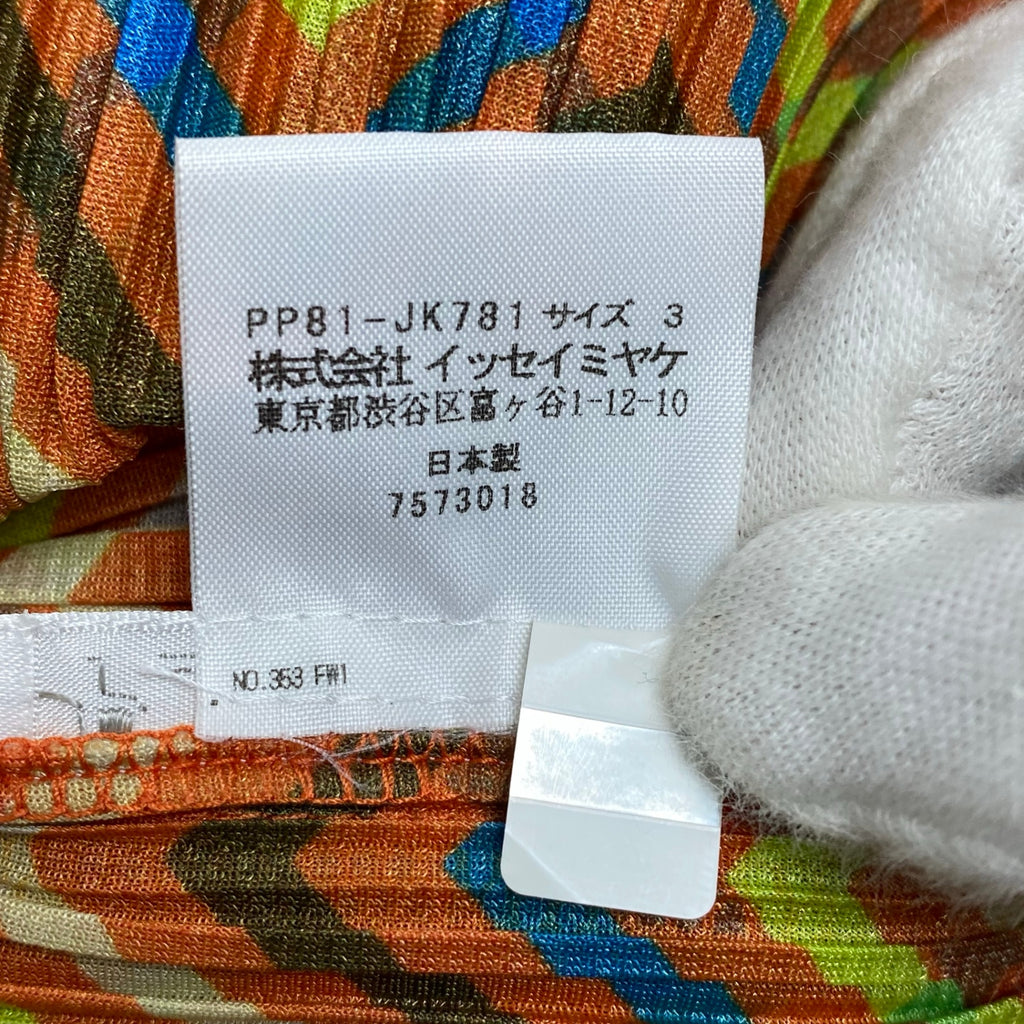 PP81-JK781 サイズ 3
株式会社 イッセイミヤケ
東京都渋谷区富ヶ谷1-12-10
日本製
7573018
NO.353 FW1